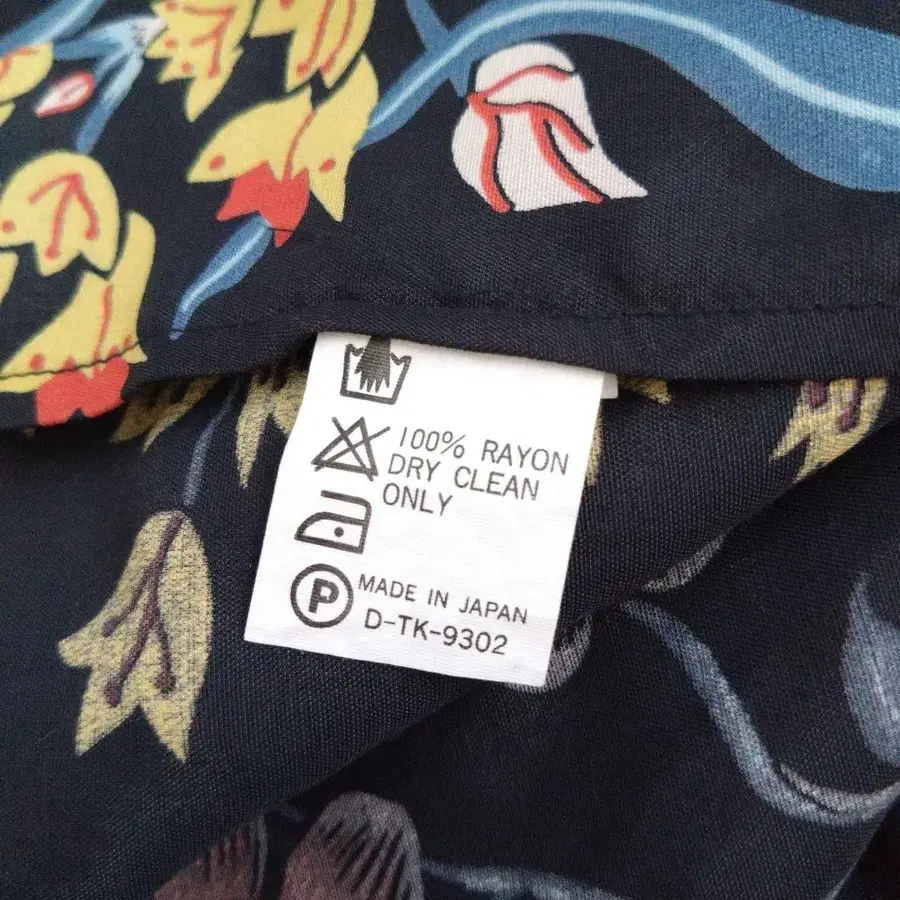 100% RAYON
DRY CLEAN
ONLY
P
MADE IN JAPAN
D-TK-9302